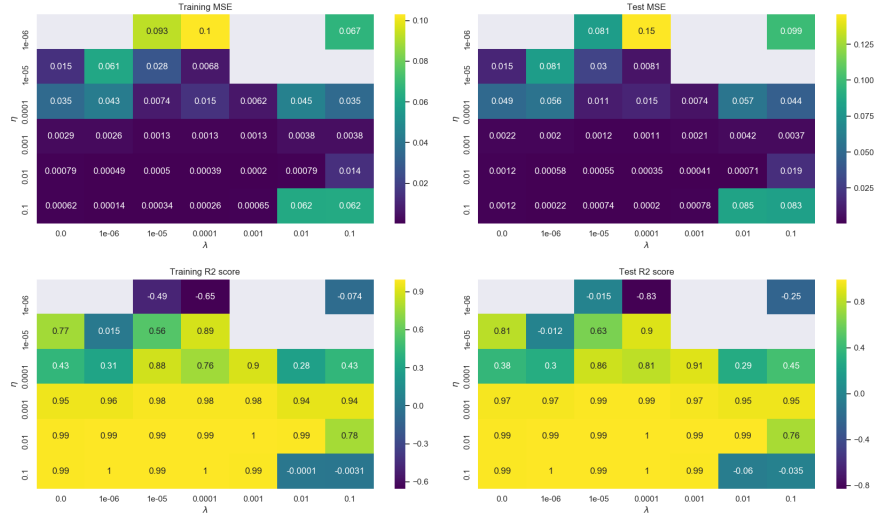 Training MSE
1e-06 0.093 0.1 0.067
1e-05 0.015 0.061 0.028 0.0068
0.0001 0.035 0.043 0.0074 0.015 0.0062 0.045 0.035
0.001 0.0029 0.0026 0.0013 0.0013 0.0013 0.0038 0.0038
0.01 0.00079 0.00049 0.0005 0.00039 0.0002 0.00079 0.014
0.1 0.00062 0.00014 0.00034 0.00026 0.00065 0.062 0.062
η
0.0 1e-06 1e-05 0.0001 0.001 0.01 0.1
λ
0.10
0.08
0.06
0.04
0.02
Test MSE
1e-06 0.081 0.15 0.099
1e-05 0.015 0.081 0.03 0.0081
0.0001 0.049 0.056 0.011 0.015 0.0074 0.057 0.044
0.001 0.0022 0.002 0.0012 0.0011 0.0021 0.0042 0.0037
0.01 0.0012 0.00058 0.00055 0.00035 0.00041 0.00071 0.019
0.1 0.0012 0.00022 0.00074 0.0002 0.00078 0.085 0.083
η
0.0 1e-06 1e-05 0.0001 0.001 0.01 0.1
λ
0.125
0.100
0.075
0.050
0.025
Training R2 score
1e-06 -0.49 -0.65 -0.074
1e-05 0.77 0.015 0.56 0.89
0.0001 0.43 0.31 0.88 0.76 0.9 0.28 0.43
0.001 0.95 0.96 0.98 0.98 0.98 0.94 0.94
0.01 0.99 0.99 0.99 0.99 1 0.99 0.78
0.1 0.99 1 0.99 1 0.99 -0.0001 -0.0031
η
0.0 1e-06 1e-05 0.0001 0.001 0.01 0.1
λ
0.9
0.6
0.3
0.0
−0.3
−0.6
Test R2 score
1e-06 -0.015 -0.83 -0.25
1e-05 0.81 -0.012 0.63 0.9
0.0001 0.38 0.3 0.86 0.81 0.91 0.29 0.45
0.001 0.97 0.97 0.99 0.99 0.97 0.95 0.95
0.01 0.99 0.99 0.99 1 0.99 0.99 0.76
0.1 0.99 1 0.99 1 0.99 -0.06 -0.035
η
0.0 1e-06 1e-05 0.0001 0.001 0.01 0.1
λ
0.8
0.4
0.0
−0.4
−0.8